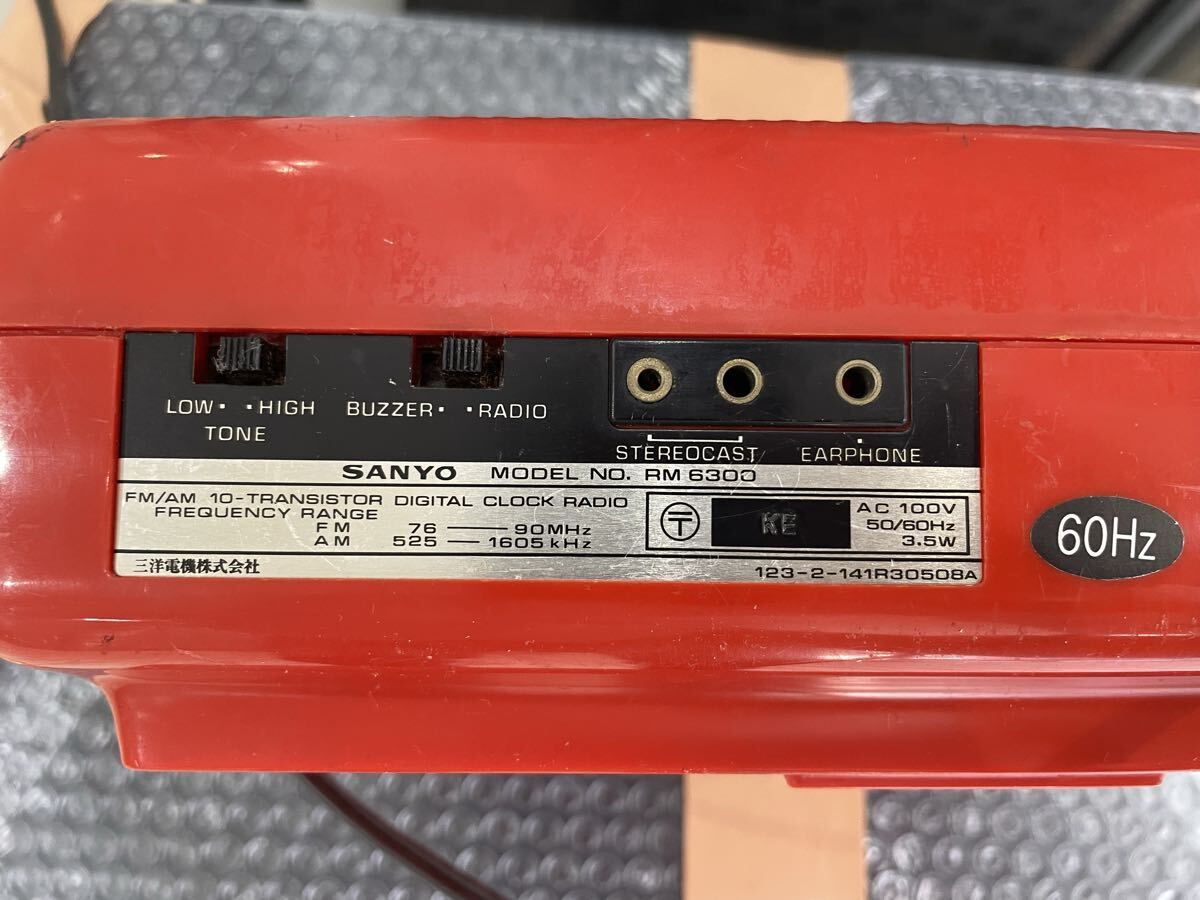 LOW• •HIGH
TONE
BUZZER• •RADIO
STEREOCAST
EARPHONE
SANYO MODEL NO. RM 6300
FM/AM 10-TRANSISTOR DIGITAL CLOCK RADIO
FREQUENCY RANGE
FM 76 — 90MHz
AM 525 — 1605kHz
三洋電機株式会社
〒
KE
AC 100V
50/60Hz
3.5W
123-2-141R30508A
60Hz